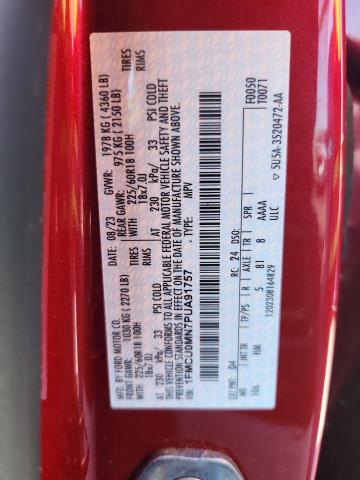 MFD. BY FORD MOTOR CO.
08/23 GVWR: 1978 KG ( 4360 LB)
FRONT GAWR: 1030 KG ( 2270 LB) REAR GAWR: 975 KG ( 2150 LB)
WITH 225/60R18 100H TIRES WITH 225/60R18 100H TIRES
18x7.0J RIMS 18x7.0J RIMS
AT 230 kPa/ 33 PSI COLD AT 230 kPa/ 33 PSI COLD
THIS VEHICLE CONFORMS TO ALL APPLICABLE FEDERAL MOTOR VEHICLE SAFETY AND THEFT
PREVENTION STANDARDS IN EFFECT ON THE DATE OF MANUFACTURE SHOWN ABOVE.
VIN: 1FMCU0MN7PUA91757 , TYPE: MPV
F0050
T0071
EXT PNT: D4 RC: 24 DSO:
WB TP/PS R AXLE TR SPR
106 HM 5 81 8 AAAA
ULC
1202308164829
5U5A-3520472-AA